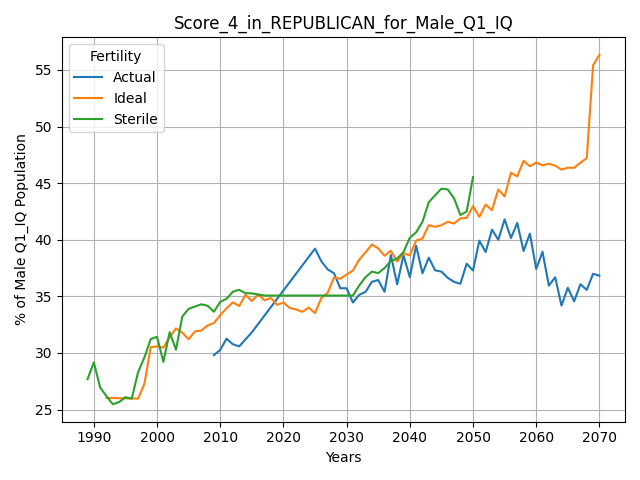 Score_4_in_REPUBLICAN_for_Male_Q1_IQ
Fertility
Actual
Ideal
Sterile
% of Male Q1_IQ Population
55
50
45
40
35
30
25
1990 2000 2010 2020 2030 2040 2050 2060 2070
Years